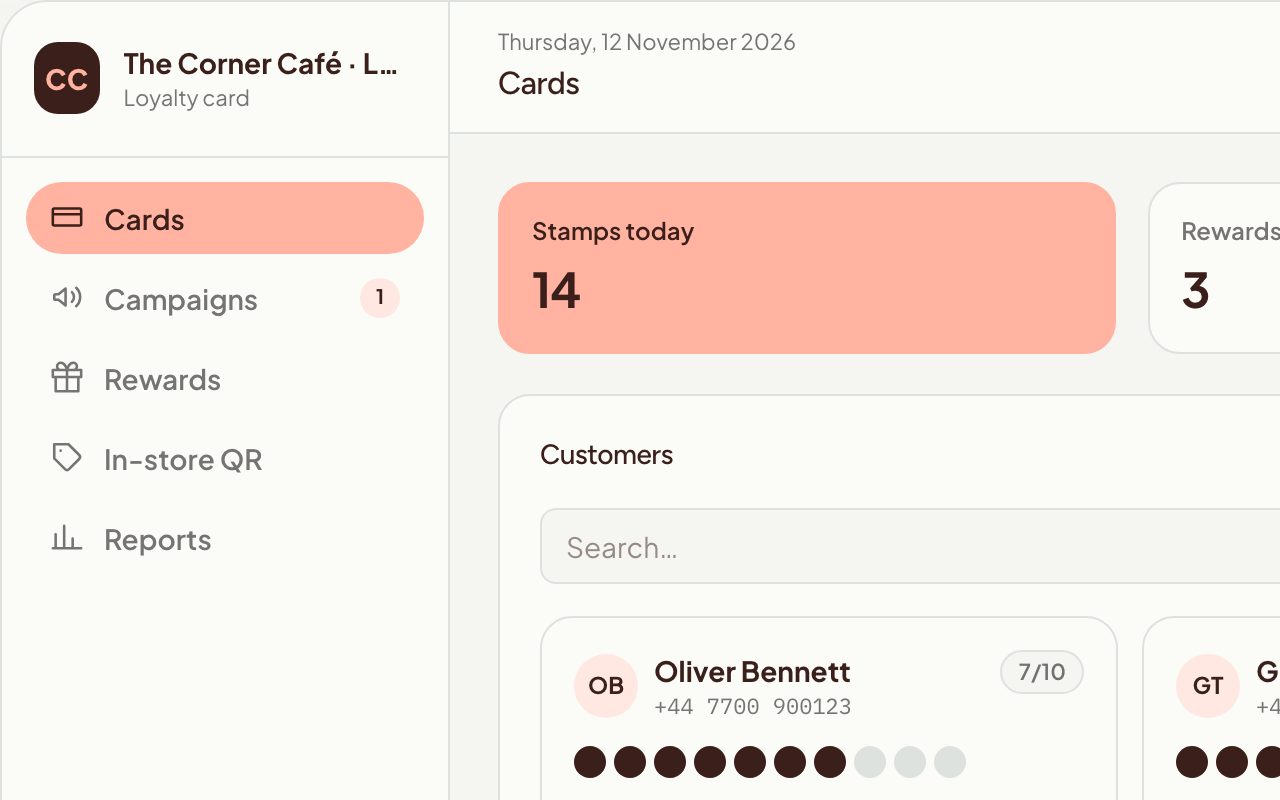 CC
The Corner Café · L…
Loyalty card
Cards
Campaigns
1
Rewards
In-store QR
Reports
Thursday, 12 November 2026
Cards
Stamps today
14
Rewards
3
Customers
Search…
OB
Oliver Bennett
+44 7700 900123
7/10
GT
G
+4